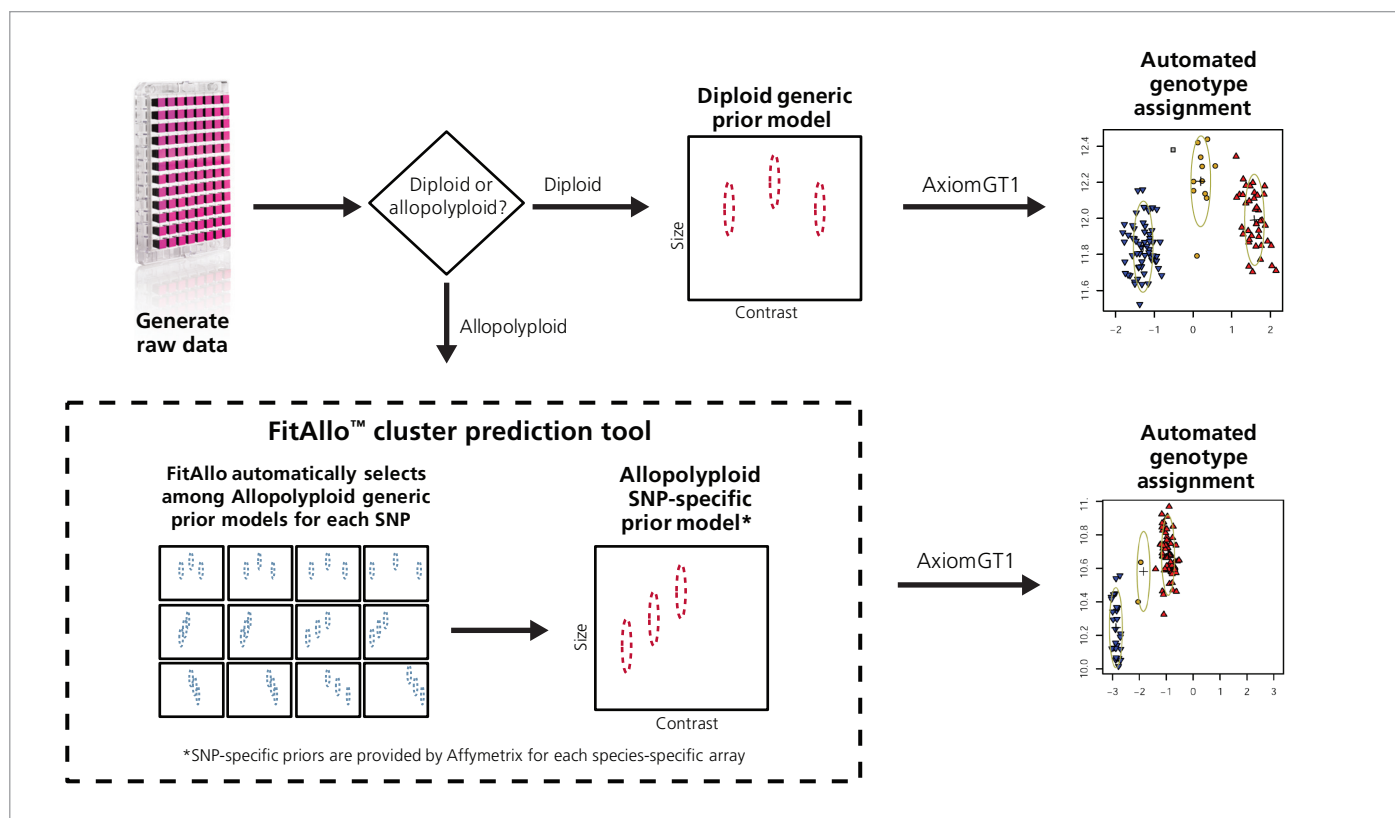 Automated
genotype
assignment
Diploid generic
prior model
Diploid or
allopolyploid?
Diploid
Size
Contrast
AxiomGT1
12.4
12.2
12.0
11.8
11.6
−2
−1
0
1
2
Generate
raw data
Allopolyploid
FitAllo™ cluster prediction tool
FitAllo automatically selects
among Allopolyploid generic
prior models for each SNP
Allopolyploid
SNP-specific
prior model*
Size
Contrast
*SNP-specific priors are provided by Affymetrix for each species-specific array
AxiomGT1
Automated
genotype
assignment
11.
10.8
10.6
10.4
10.2
10.0
−3
−2
−1
0
1
2
3